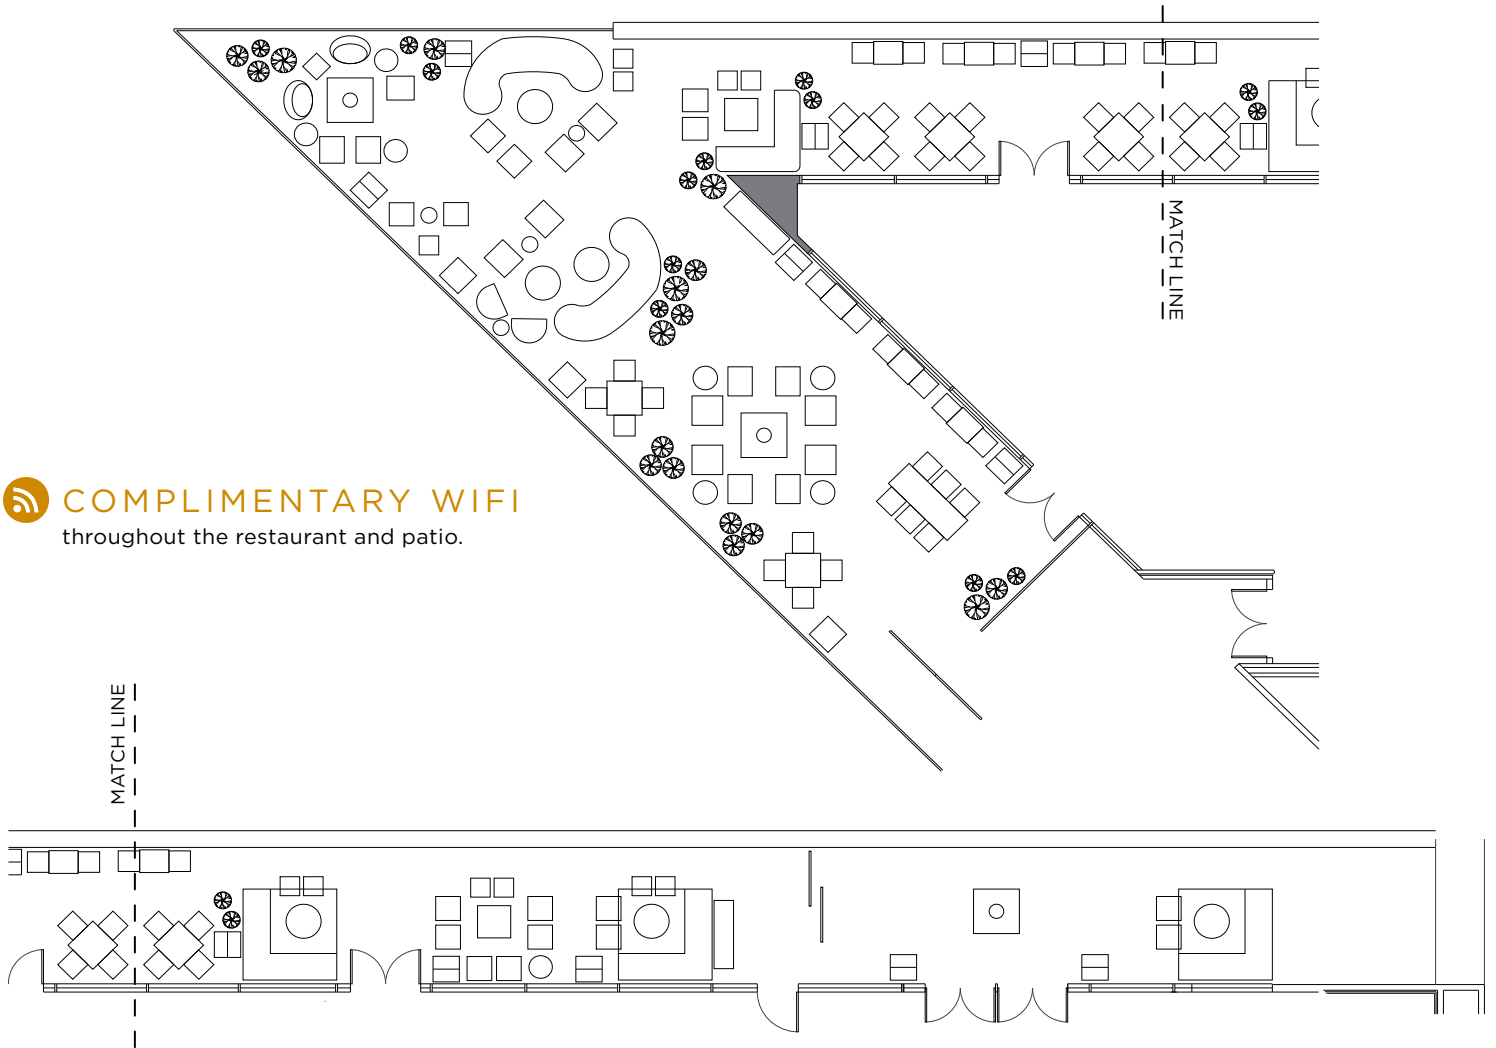 MATCH LINE
COMPLIMENTARY WIFI
throughout the restaurant and patio.
MATCH LINE